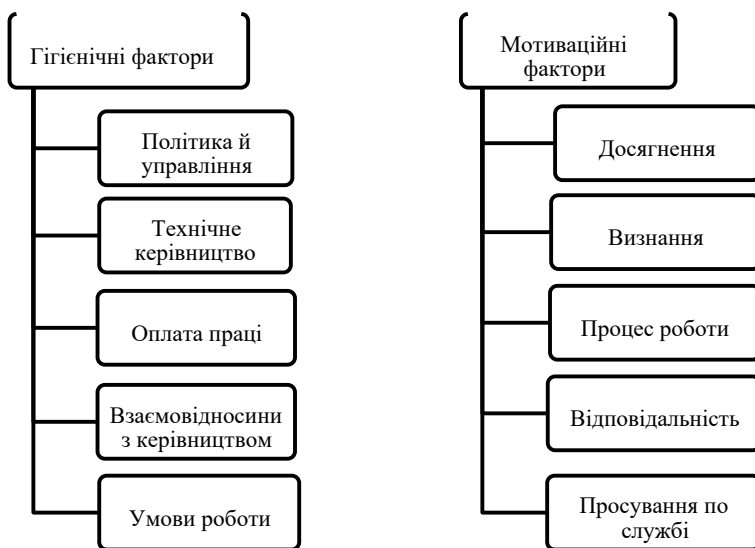 Гігієнічні фактори
Політика й
управління
Технічне
керівництво
Оплата праці
Взаємовідносини
з керівництвом
Умови роботи
Мотиваційні
фактори
Досягнення
Визнання
Процес роботи
Відповідальність
Просування по
службі